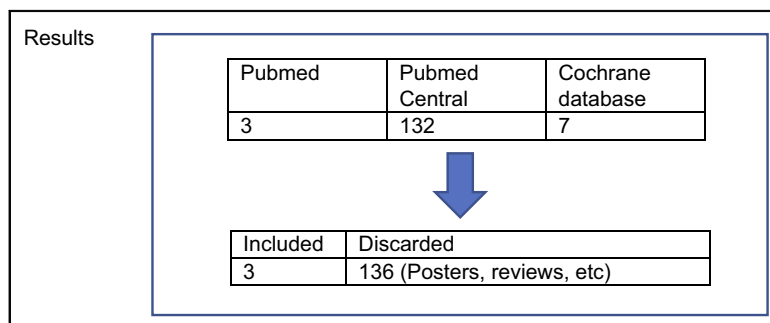 Results
Pubmed Pubmed Cochrane
Central database
3 132 7
Included Discarded
3 136 (Posters, reviews, etc)